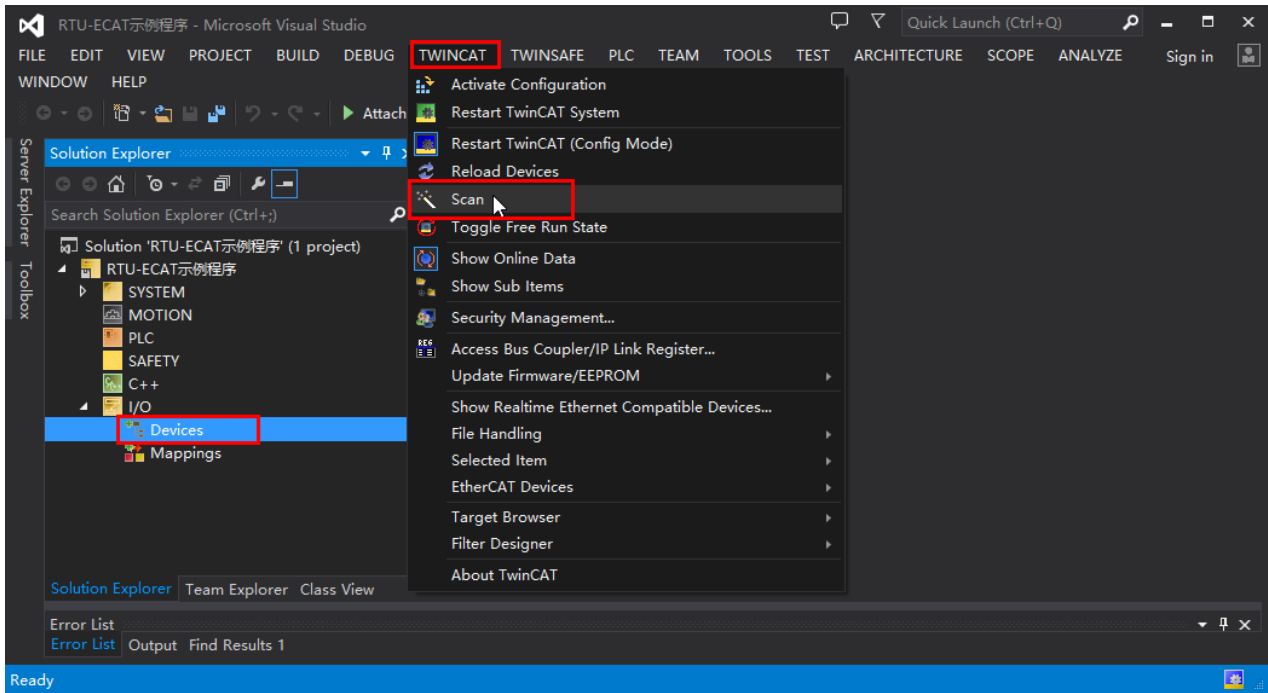 RTU-ECAT示例程序 - Microsoft Visual Studio
Quick Launch (Ctrl+Q)
FILE EDIT VIEW PROJECT BUILD DEBUG TWINCAT TWINSAFE PLC TEAM TOOLS TEST ARCHITECTURE SCOPE ANALYZE Sign in
WINDOW HELP
Attach
Server Explorer
Toolbox
Solution Explorer
Search Solution Explorer (Ctrl+;)
Solution 'RTU-ECAT示例程序' (1 project)
RTU-ECAT示例程序
SYSTEM
MOTION
PLC
SAFETY
C++
I/O
Devices
Mappings
Solution Explorer Team Explorer Class View
Activate Configuration
Restart TwinCAT System
Restart TwinCAT (Config Mode)
Reload Devices
Scan
Toggle Free Run State
Show Online Data
Show Sub Items
Security Management...
REG
Access Bus Coupler/IP Link Register...
Update Firmware/EEPROM
Show Realtime Ethernet Compatible Devices...
File Handling
Selected Item
EtherCAT Devices
Target Browser
Filter Designer
About TwinCAT
Error List
Error List Output Find Results 1
Ready